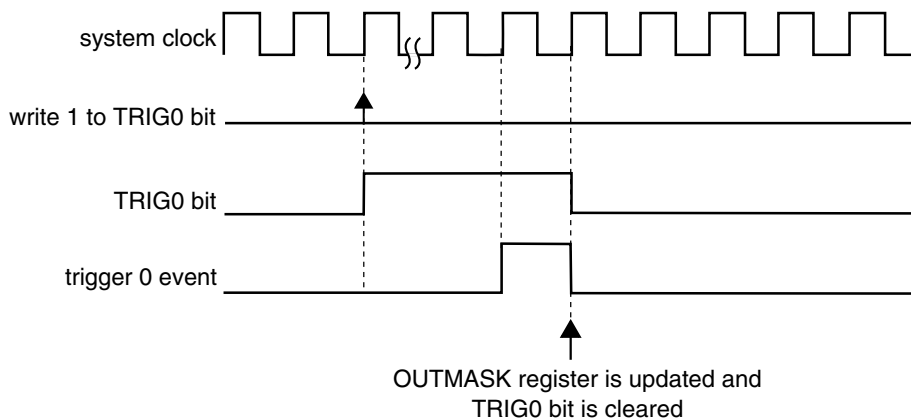 system clock
write 1 to TRIG0 bit
TRIG0 bit
trigger 0 event
OUTMASK register is updated and
TRIG0 bit is cleared